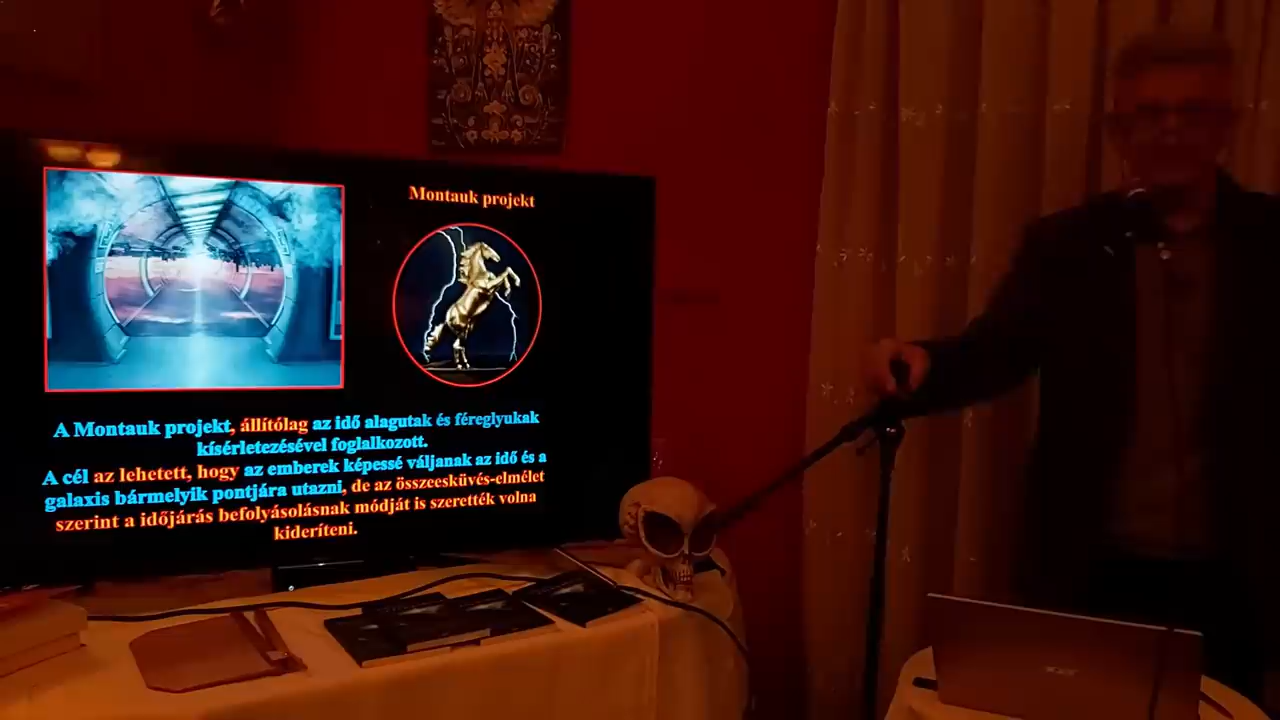 Montauk projekt
A Montauk projekt, állítólag az idő alagutak és féreglyukak
kísérletezésével foglalkozott.
A cél az lehetett, hogy az emberek képessé váljanak az idő és a
galaxis bármelyik pontjára utazni, de az összeesküvés-elmélet
szerint a időjárás befolyásolásnak módját is szerették volna
kideríteni.
acer